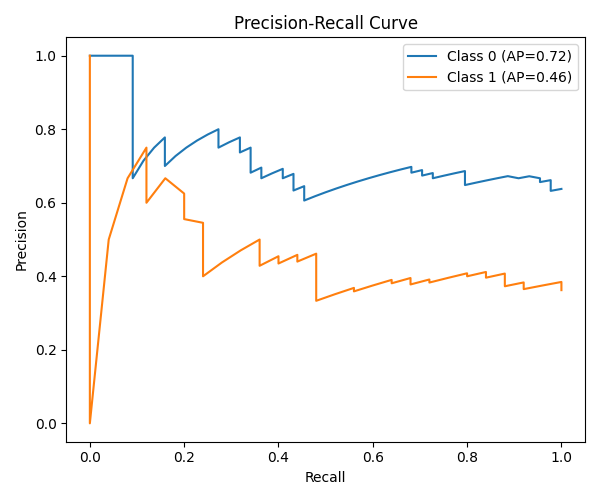 Precision-Recall Curve
Class 0 (AP=0.72)
Class 1 (AP=0.46)
Precision
1.0
0.8
0.6
0.4
0.2
0.0
0.0 0.2 0.4 0.6 0.8 1.0
Recall